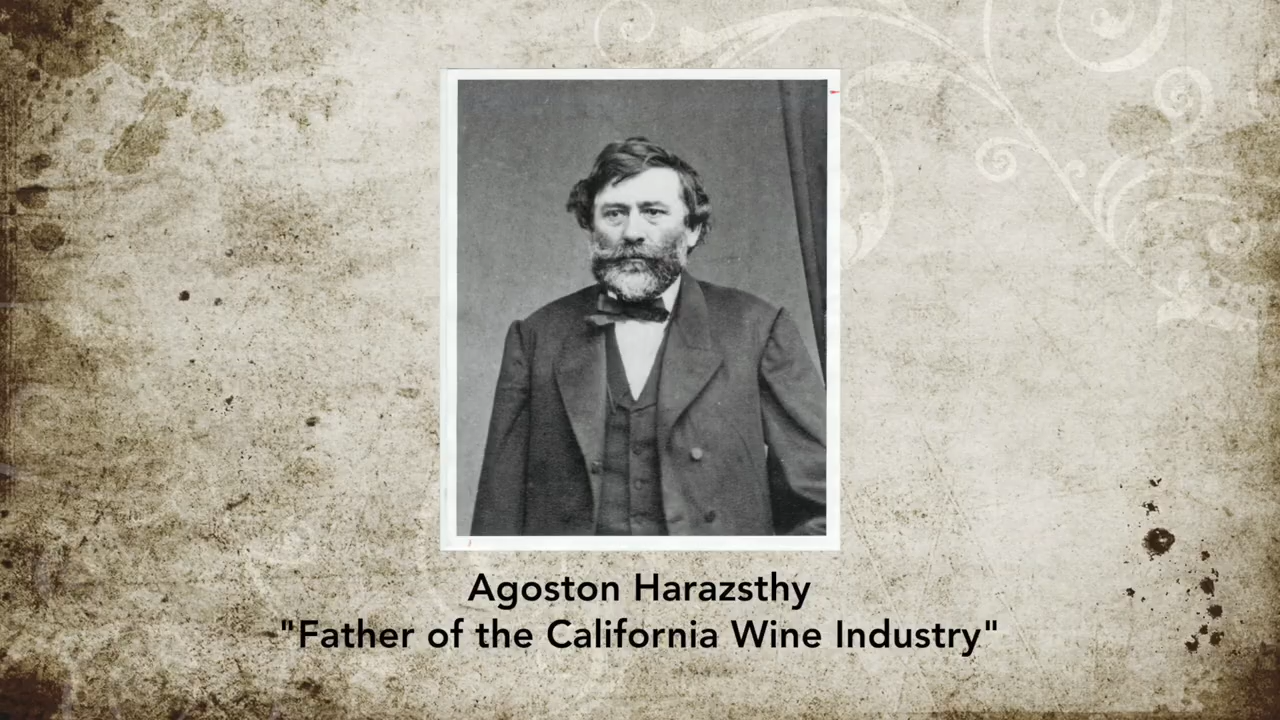 Agoston Harazsthy
"Father of the California Wine Industry"